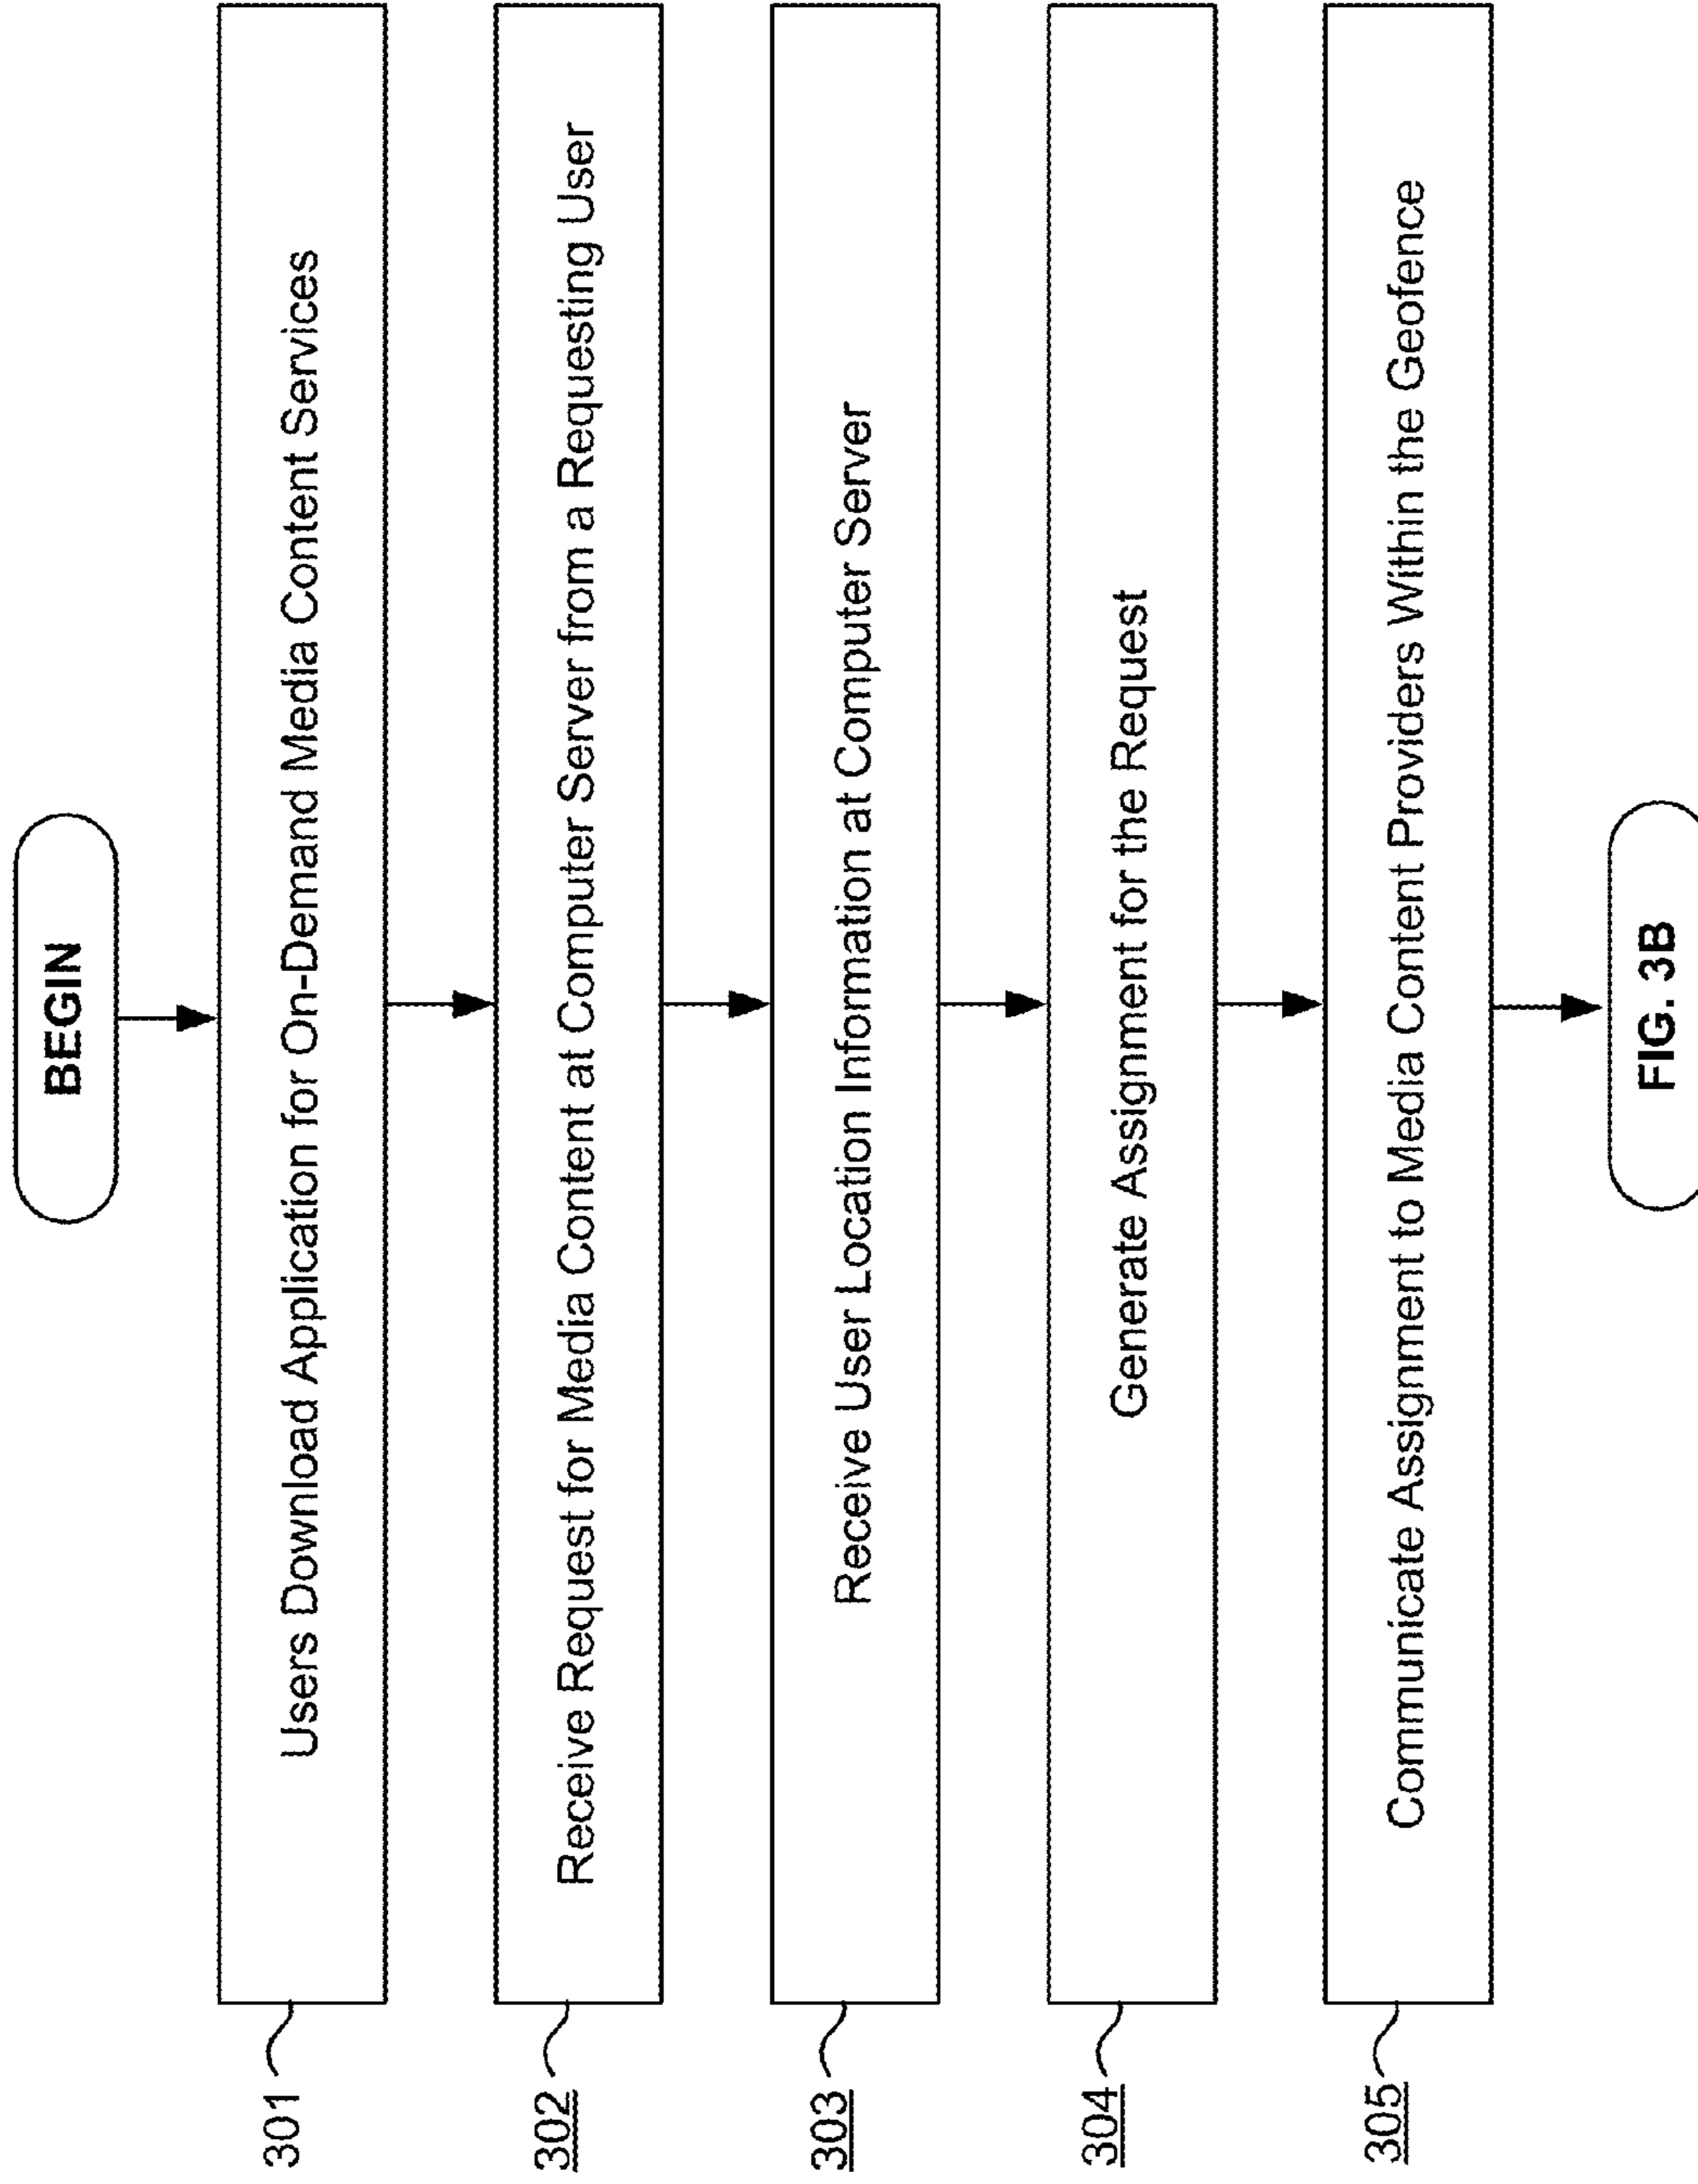 BEGIN
301
Users Download Application for On-Demand Media Content Services
302
Receive Request for Media Content at Computer Server from a Requesting User
303
Receive User Location Information at Computer Server
304
Generate Assignment for the Request
305
Communicate Assignment to Media Content Providers Within the Geofence
FIG. 3B